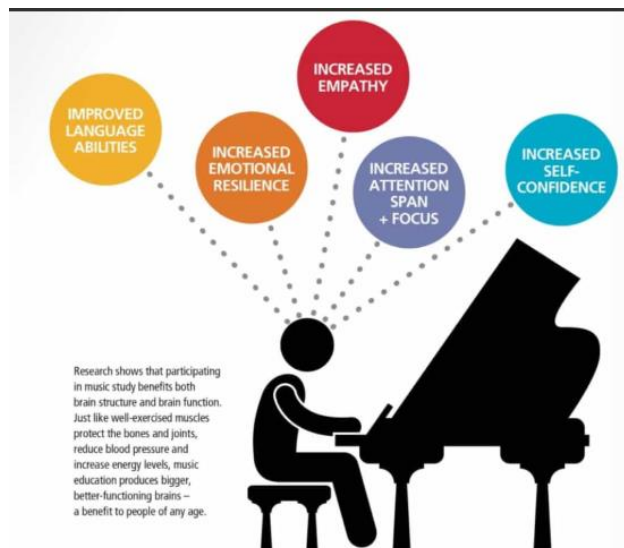 IMPROVED
LANGUAGE
ABILITIES
INCREASED
EMOTIONAL
RESILIENCE
INCREASED
EMPATHY
INCREASED
ATTENTION
SPAN
+ FOCUS
INCREASED
SELF-
CONFIDENCE
Research shows that participating
in music study benefits both
brain structure and brain function.
Just like well-exercised muscles
protect the bones and joints,
reduce blood pressure and
increase energy levels, music
education produces bigger,
better-functioning brains –
a benefit to people of any age.